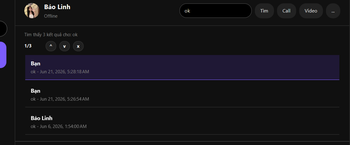 Bảo Linh
Offline
ok
Tìm
Call
Video
...
Tìm thấy 3 kết quả cho: ok
1/3
^
v
x
Bạn
ok - Jun 21, 2026, 5:28:18 AM
Bạn
ok - Jun 21, 2026, 5:26:54 AM
Bảo Linh
ok - Jun 6, 2026, 1:54:00 AM